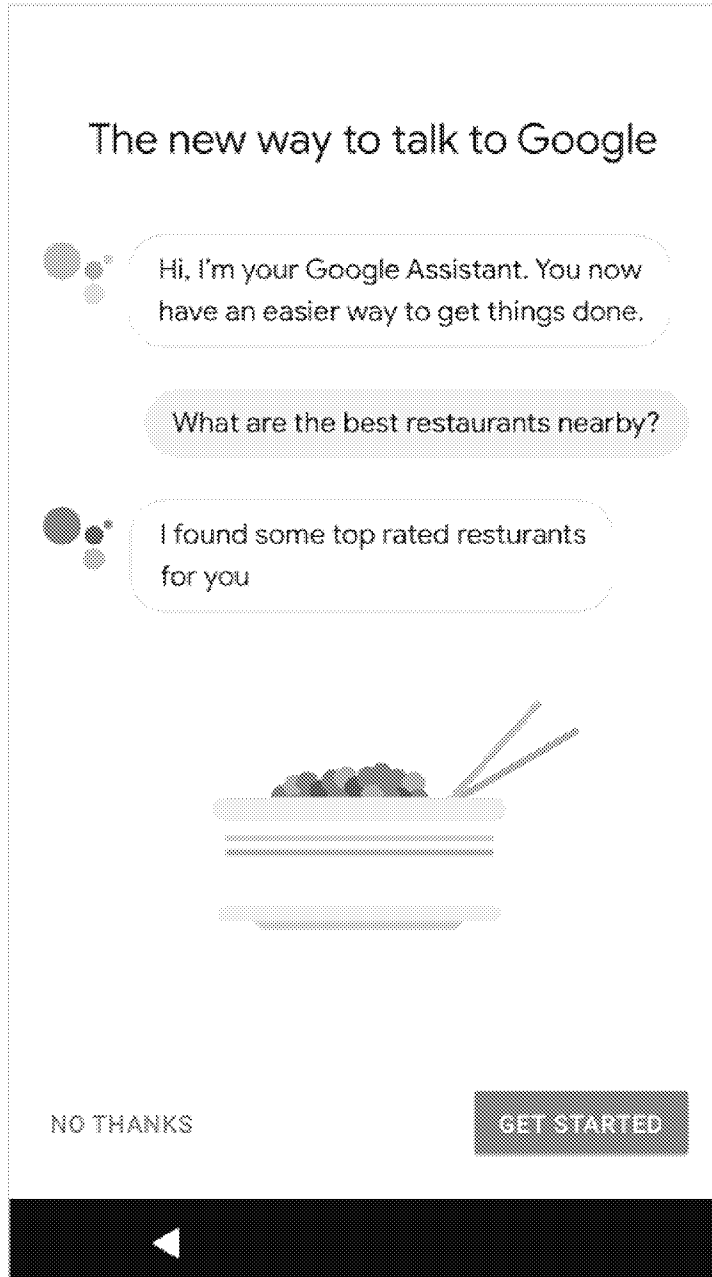 The new way to talk to Google
Hi, I'm your Google Assistant. You now
have an easier way to get things done.
What are the best restaurants nearby?
I found some top rated resturants
for you
NO THANKS
GET STARTED